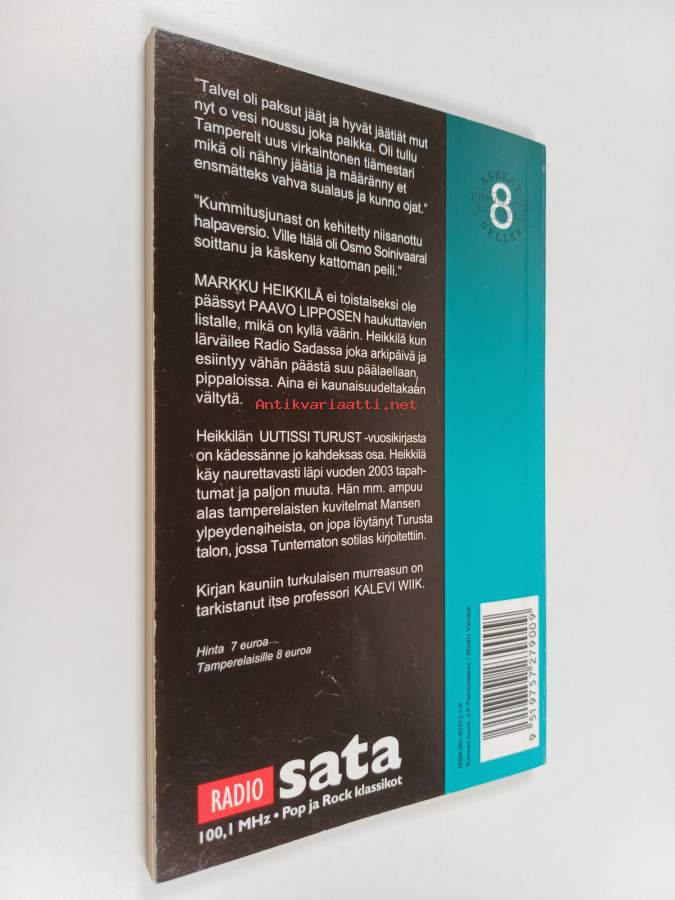 "Talvel oli paksut jäät ja hyvät jäätiät mut
nyt o vesi noussu joka paikka. Oli tullu
Tamperelt uus virkaintonen tiämestari
mikä oli nähny jäätiä ja määränny et
ensmätteks vahva sualaus ja kunno ojat."
"Kummitusjunast on kehitetty niisanottu
halpaversio. Ville Itälä oli Osmo Soinivaaral
soittanu ja käskeny kattoman peili."
MARKKU HEIKKILÄ ei toistaiseksi ole
päässyt PAAVO LIPPOSEN haukuttavien
listalle, mikä on kyllä väärin. Heikkilä kun
lärväilee Radio Sadassa joka arkipäivä ja
esiintyy vähän päästä suu päälaellaan,
pippaloissa. Aina ei kaunaisuudeltakaan
vältytä.
Antikvariaatti.net
Heikkilän UUTISSI TURUST -vuosikirjasta
on kädessänne jo kahdeksas osa. Heikkilä
käy naurettavasti läpi vuoden 2003 tapah-
tumat ja paljon muuta. Hän mm. ampuu
alas tamperelaisten kuvitelmat Mansen
ylpeydenaiheista, on jopa löytänyt Turusta
talon, jossa Tuntematon sotilas kirjoitettiin.
Kirjan kauniin turkulaisen murreasun on
tarkistanut itse professori KALEVI WIIK.
Hinta 7 euroa
Tamperelaisille 8 euroa
RADIO sata
100,1 MHz • Pop ja Rock klassikot
8
NELLES
9 519757 279009